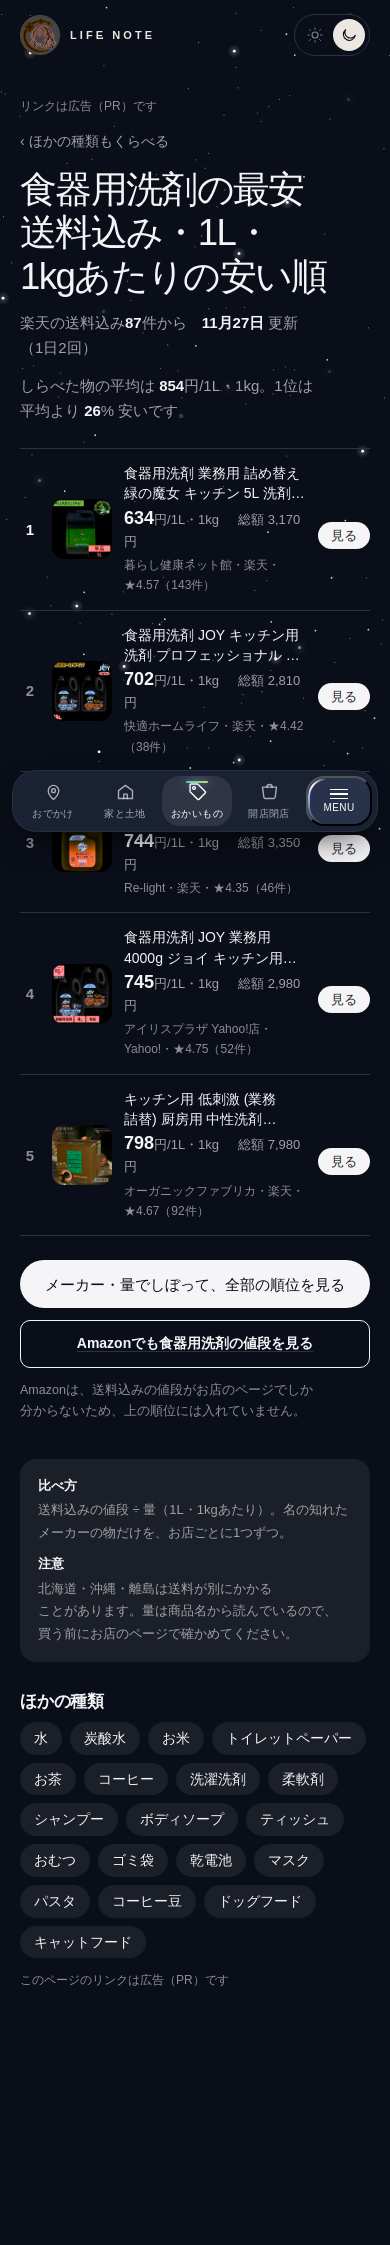 LIFE NOTE
リンクは広告（PR）です
‹ ほかの種類もくらべる
食器用洗剤の最安
送料込み・1L・
1kgあたりの安い順
楽天の送料込み87件から 11月27日 更新
（1日2回）
しらべた物の平均は 854円/1L・1kg。1位は
平均より 26% 安いです。
食器用洗剤 業務用 詰め替え
緑の魔女 キッチン 5L 洗剤…
1
634円/1L・1kg 総額 3,170
円
見る
暮らし健康ネット館・楽天・
★4.57（143件）
食器用洗剤 JOY キッチン用
洗剤 プロフェッショナル …
2
702円/1L・1kg 総額 2,810
円
見る
快適ホームライフ・楽天・★4.42
（38件）
おでかけ
家と土地
おかいもの
開店閉店
MENU
3
744円/1L・1kg 総額 3,350
円
見る
Re-light・楽天・★4.35（46件）
食器用洗剤 JOY 業務用
4000g ジョイ キッチン用…
4
745円/1L・1kg 総額 2,980
円
見る
アイリスプラザ Yahoo!店・
Yahoo!・★4.75（52件）
キッチン用 低刺激 (業務
詰替) 厨房用 中性洗剤…
5
798円/1L・1kg 総額 7,980
円
見る
オーガニックファブリカ・楽天・
★4.67（92件）
メーカー・量でしぼって、全部の順位を見る
Amazonでも食器用洗剤の値段を見る
Amazonは、送料込みの値段がお店のページでしか
分からないため、上の順位には入れていません。
比べ方
送料込みの値段 ÷ 量（1L・1kgあたり）。名の知れた
メーカーの物だけを、お店ごとに1つずつ。
注意
北海道・沖縄・離島は送料が別にかかる
ことがあります。量は商品名から読んでいるので、
買う前にお店のページで確かめてください。
ほかの種類
水 炭酸水 お米 トイレットペーパー
お茶 コーヒー 洗濯洗剤 柔軟剤
シャンプー ボディソープ ティッシュ
おむつ ゴミ袋 乾電池 マスク
パスタ コーヒー豆 ドッグフード
キャットフード
このページのリンクは広告（PR）です